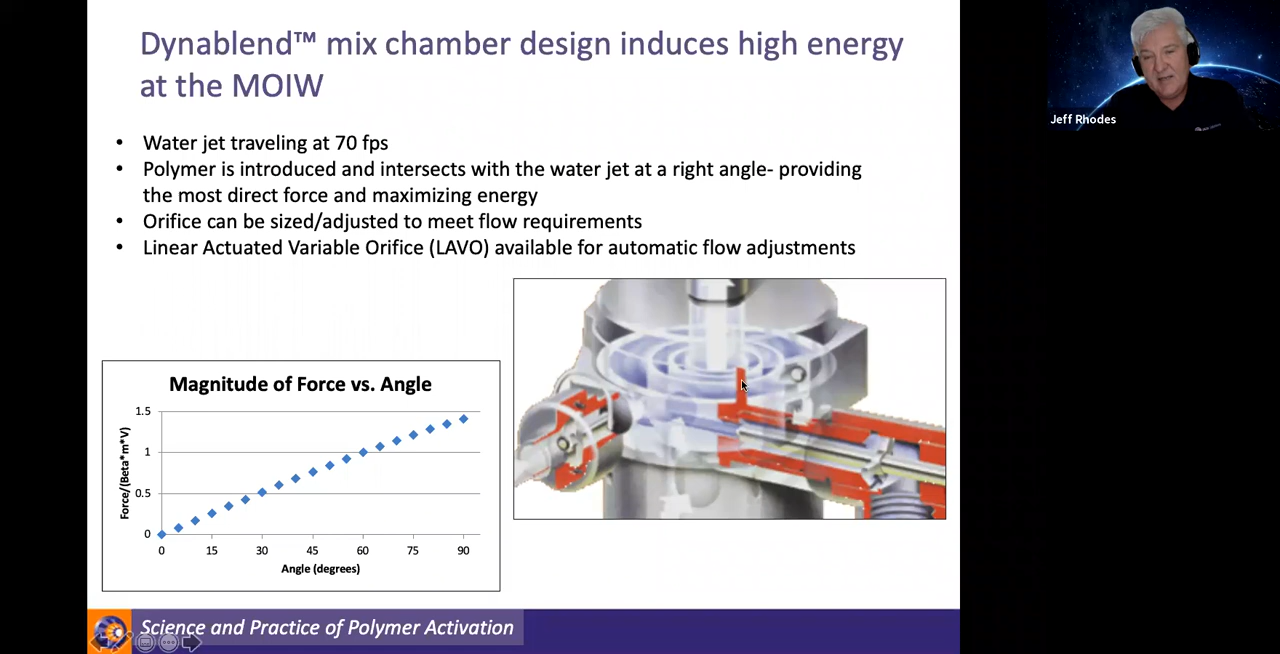 Dynablend™ mix chamber design induces high energy
at the MOIW
Jeff Rhodes
• Water jet traveling at 70 fps
• Polymer is introduced and intersects with the water jet at a right angle- providing
the most direct force and maximizing energy
• Orifice can be sized/adjusted to meet flow requirements
• Linear Actuated Variable Orifice (LAVO) available for automatic flow adjustments
Magnitude of Force vs. Angle
Force/(Beta*m*V)
1.5
1
0.5
0
0 15 30 45 60 75 90
Angle (degrees)
Science and Practice of Polymer Activation